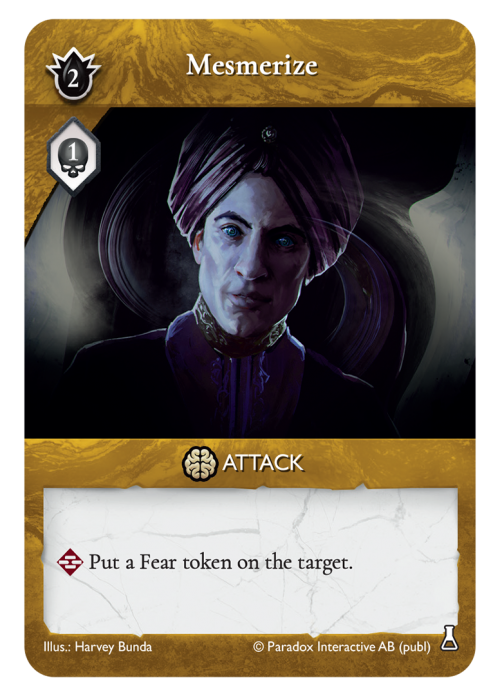 2
Mesmerize
1
ATTACK
Put a Fear token on the target.
Illus.: Harvey Bunda
© Paradox Interactive AB (publ)